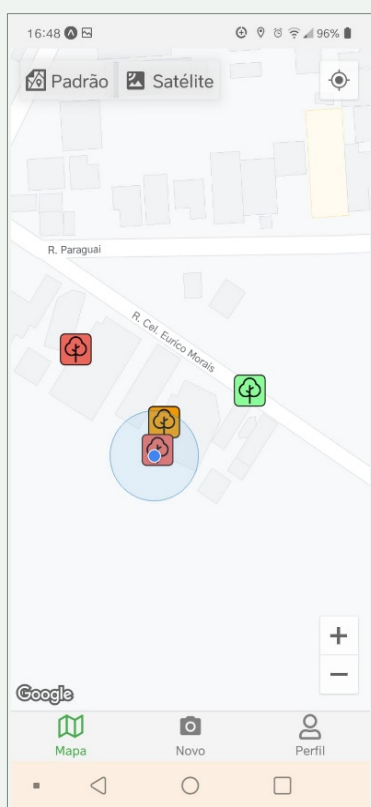 16:48
96%
Padrão
Satélite
R. Paraguai
R. Cel. Eurico Morais
+
−
Google
Mapa
Novo
Perfil